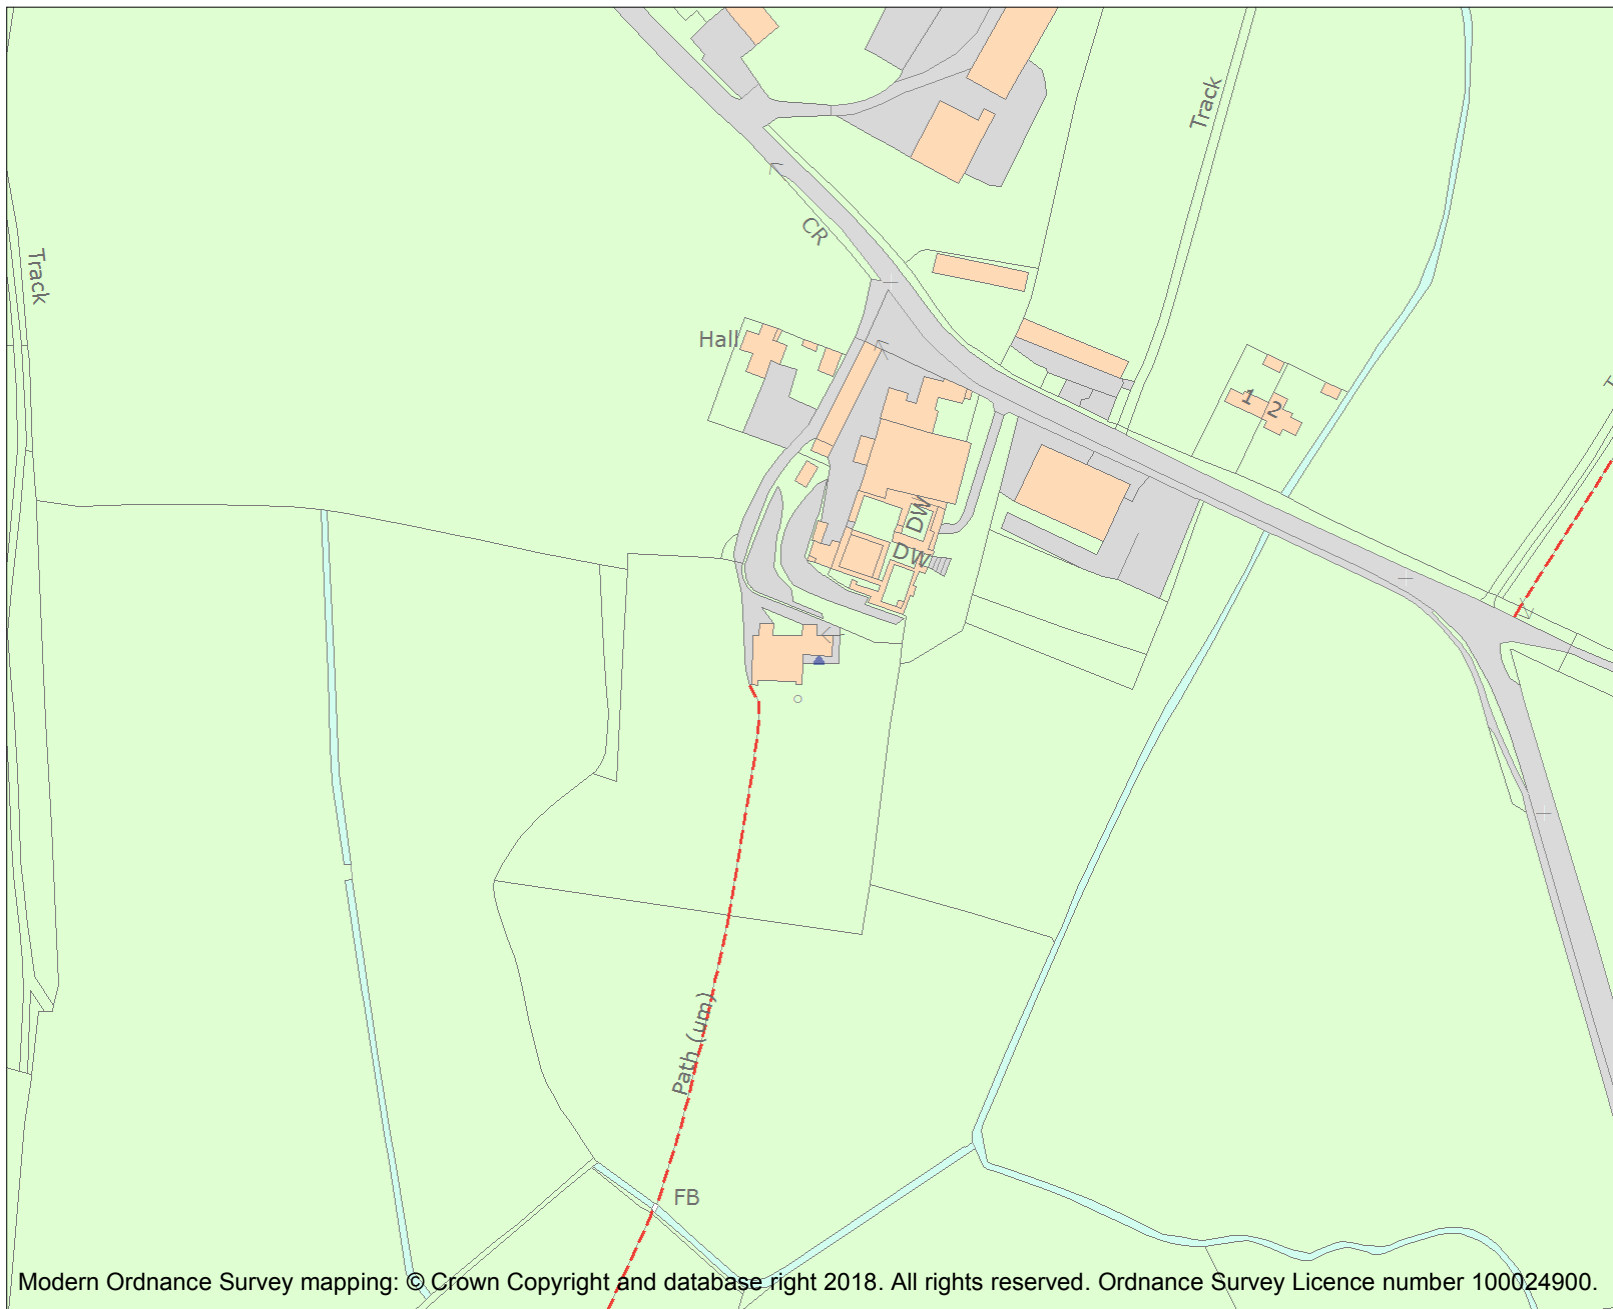 Track
Track
CR
Hall
1
2
DW
DW
Path (um)
FB
Modern Ordnance Survey mapping: © Crown Copyright and database right 2018. All rights reserved. Ordnance Survey Licence number 100024900.